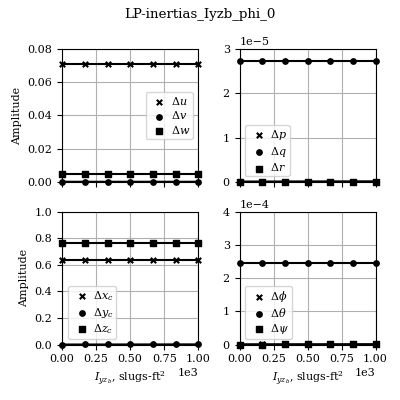 LP-inertias_Iyzb_phi_0
1e−5
0.08
0.06
0.04
0.02
0.00
Amplitude
Δu
Δv
Δw
3
2
1
0
Δp
Δq
Δr
1e−4
1.0
0.8
0.6
0.4
0.2
0.0
Amplitude
Δx_c
Δy_c
Δz_c
4
3
2
1
0
Δϕ
Δθ
Δψ
0.00 0.25 0.50 0.75 1.00
0.00 0.25 0.50 0.75 1.00
1e3
1e3
I_{yz_b}, slugs-ft²
I_{yz_b}, slugs-ft²